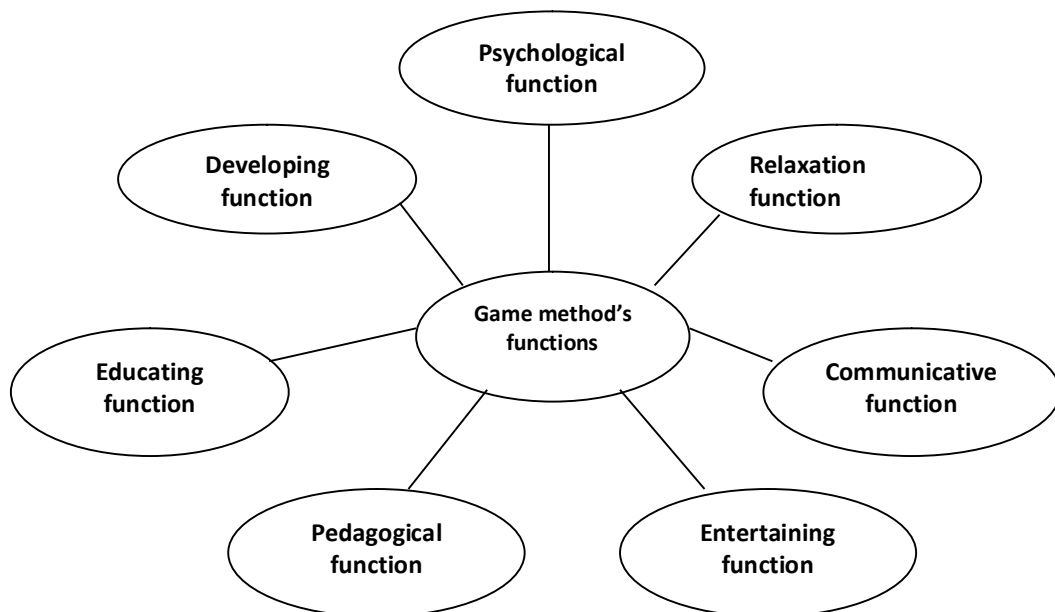 Psychological
function
Developing
function
Relaxation
function
Game method’s
functions
Educating
function
Communicative
function
Pedagogical
function
Entertaining
function